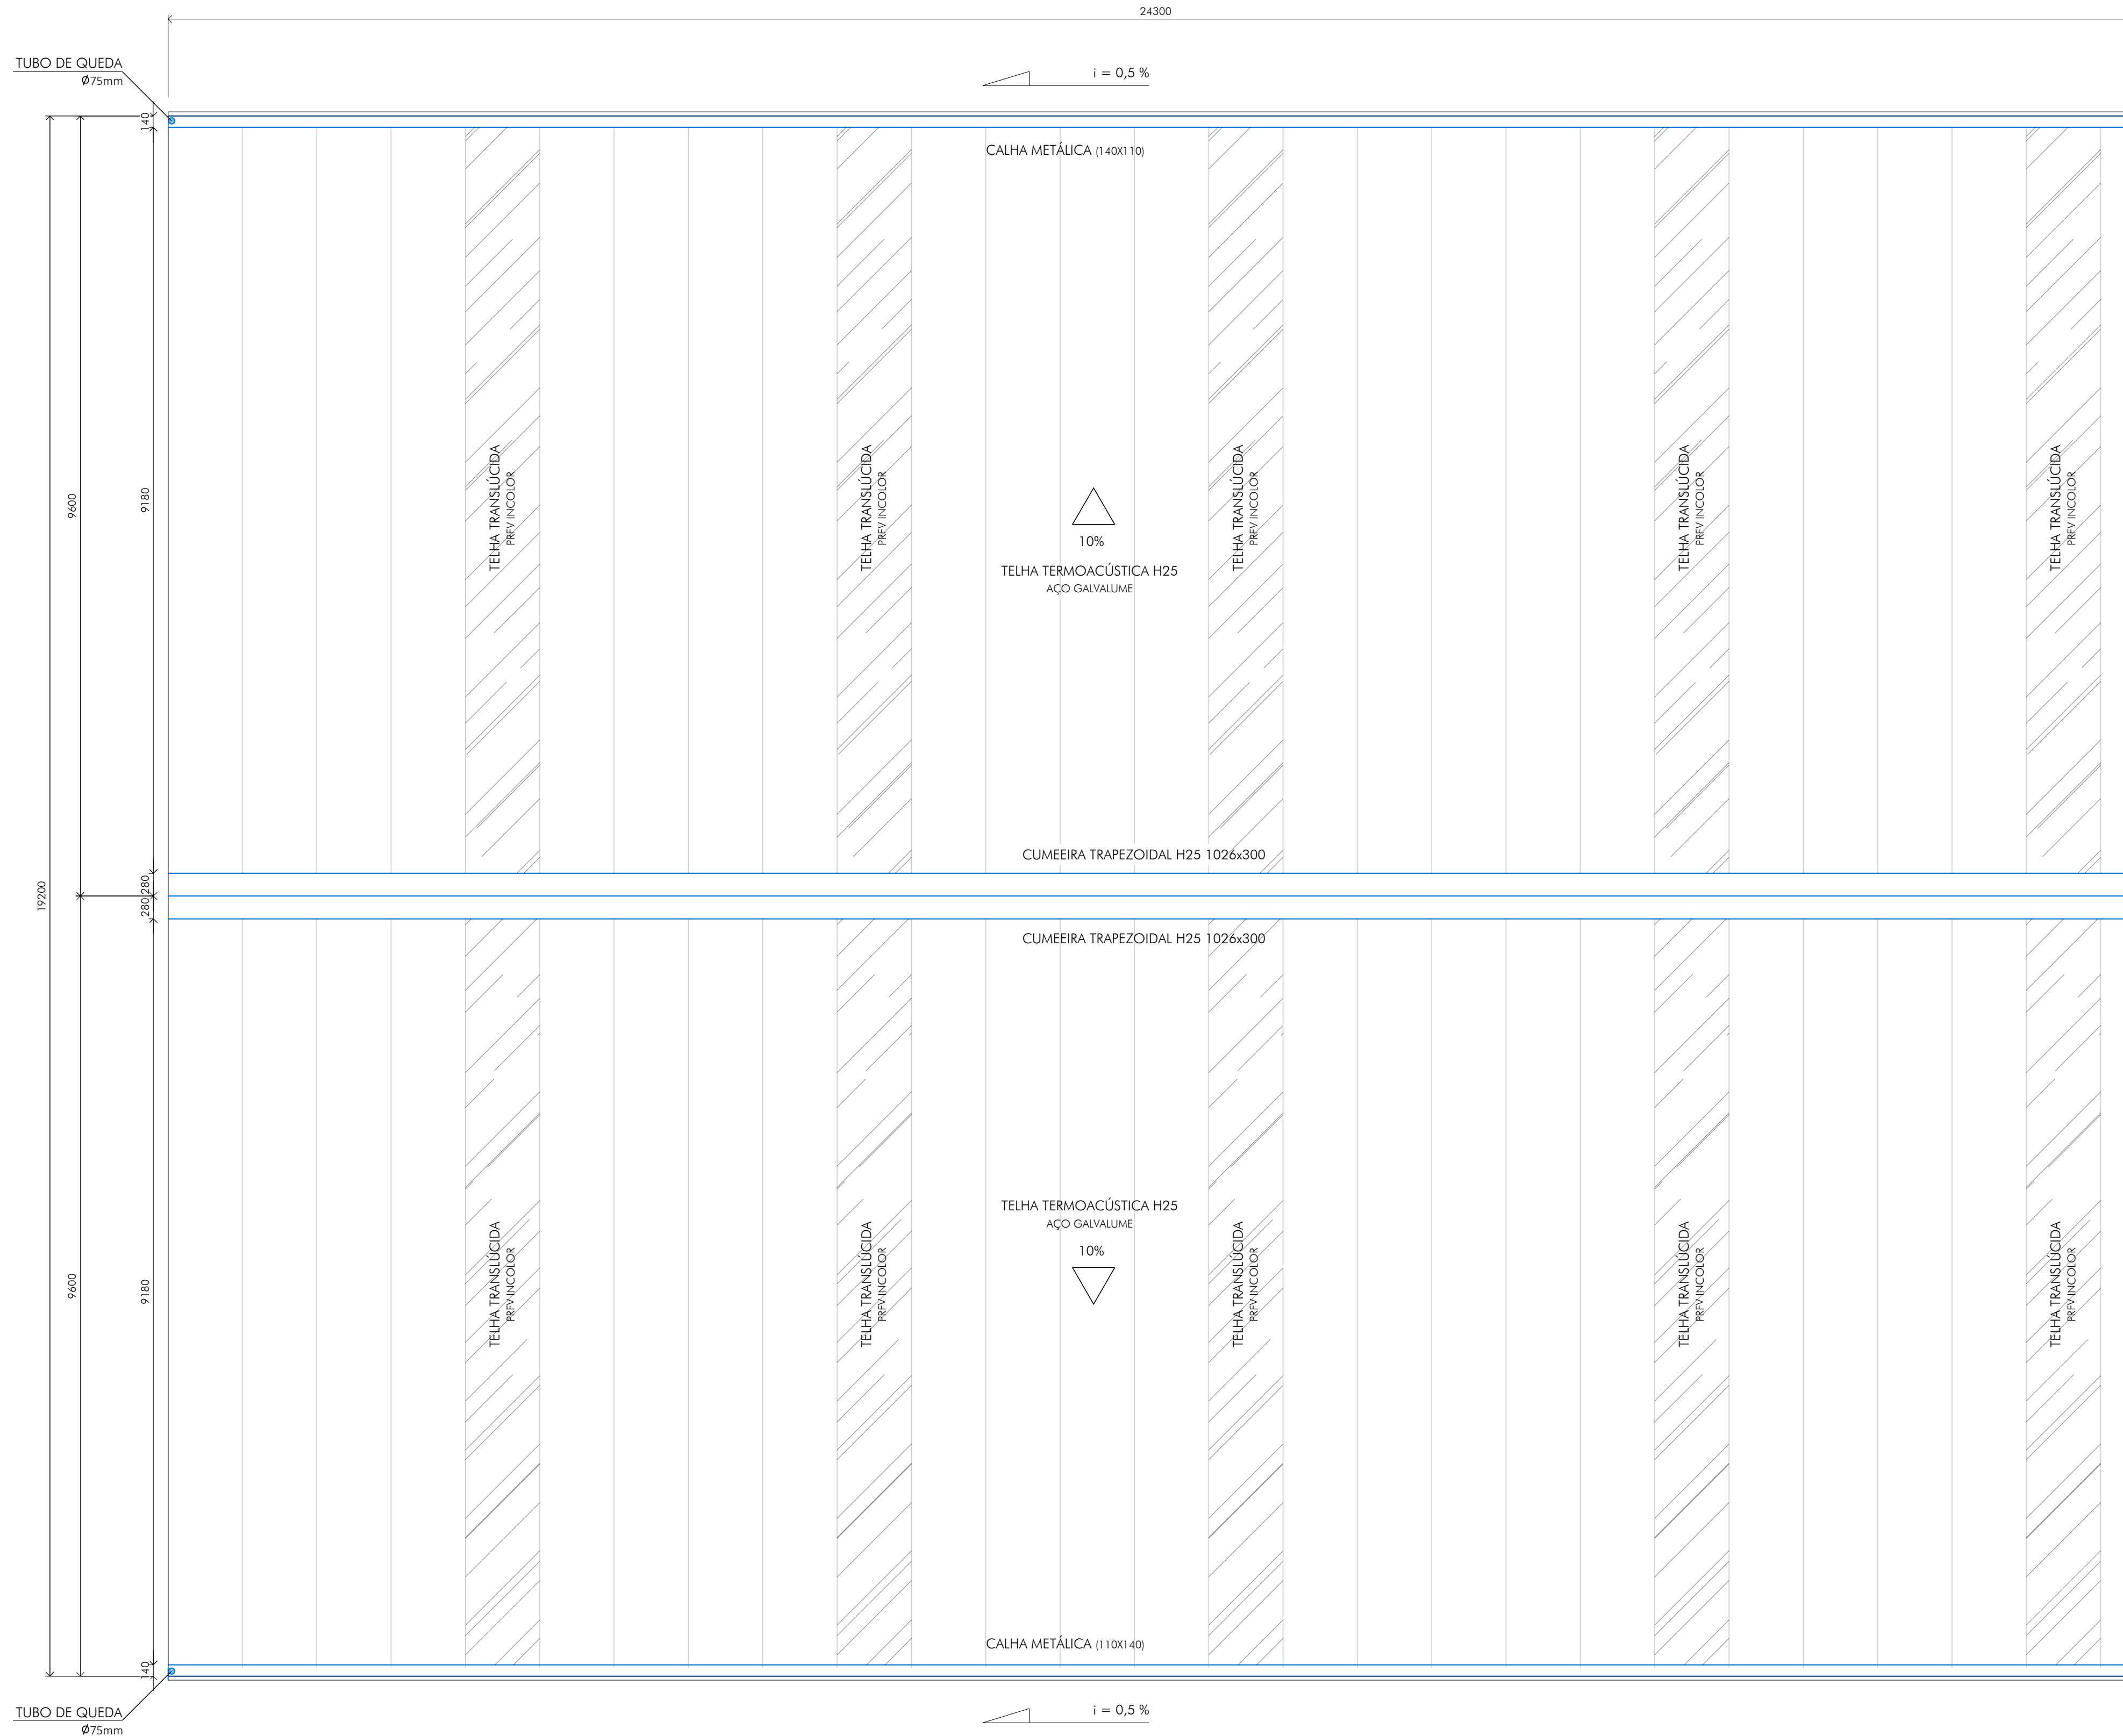 24300
TUBO DE QUEDA
Ø75mm
i = 0,5 %
140
CALHA METÁLICA (140X110)
9600
9180
TELHA TRANSLÚCIDA
PRFV INCOLOR
TELHA TRANSLÚCIDA
PRFV INCOLOR
TELHA TRANSLÚCIDA
PRFV INCOLOR
TELHA TRANSLÚCIDA
PRFV INCOLOR
TELHA TRANSLÚCIDA
PRFV INCOLOR
10%
TELHA TERMOACÚSTICA H25
AÇO GALVALUME
CUMEEIRA TRAPEZOIDAL H25 1026x300
19200
280
280
CUMEEIRA TRAPEZOIDAL H25 1026x300
TELHA TERMOACÚSTICA H25
AÇO GALVALUME
10%
9600
9180
TELHA TRANSLÚCIDA
PRFV INCOLOR
TELHA TRANSLÚCIDA
PRFV INCOLOR
TELHA TRANSLÚCIDA
PRFV INCOLOR
TELHA TRANSLÚCIDA
PRFV INCOLOR
TELHA TRANSLÚCIDA
PRFV INCOLOR
CALHA METÁLICA (110X140)
140
TUBO DE QUEDA
Ø75mm
i = 0,5 %